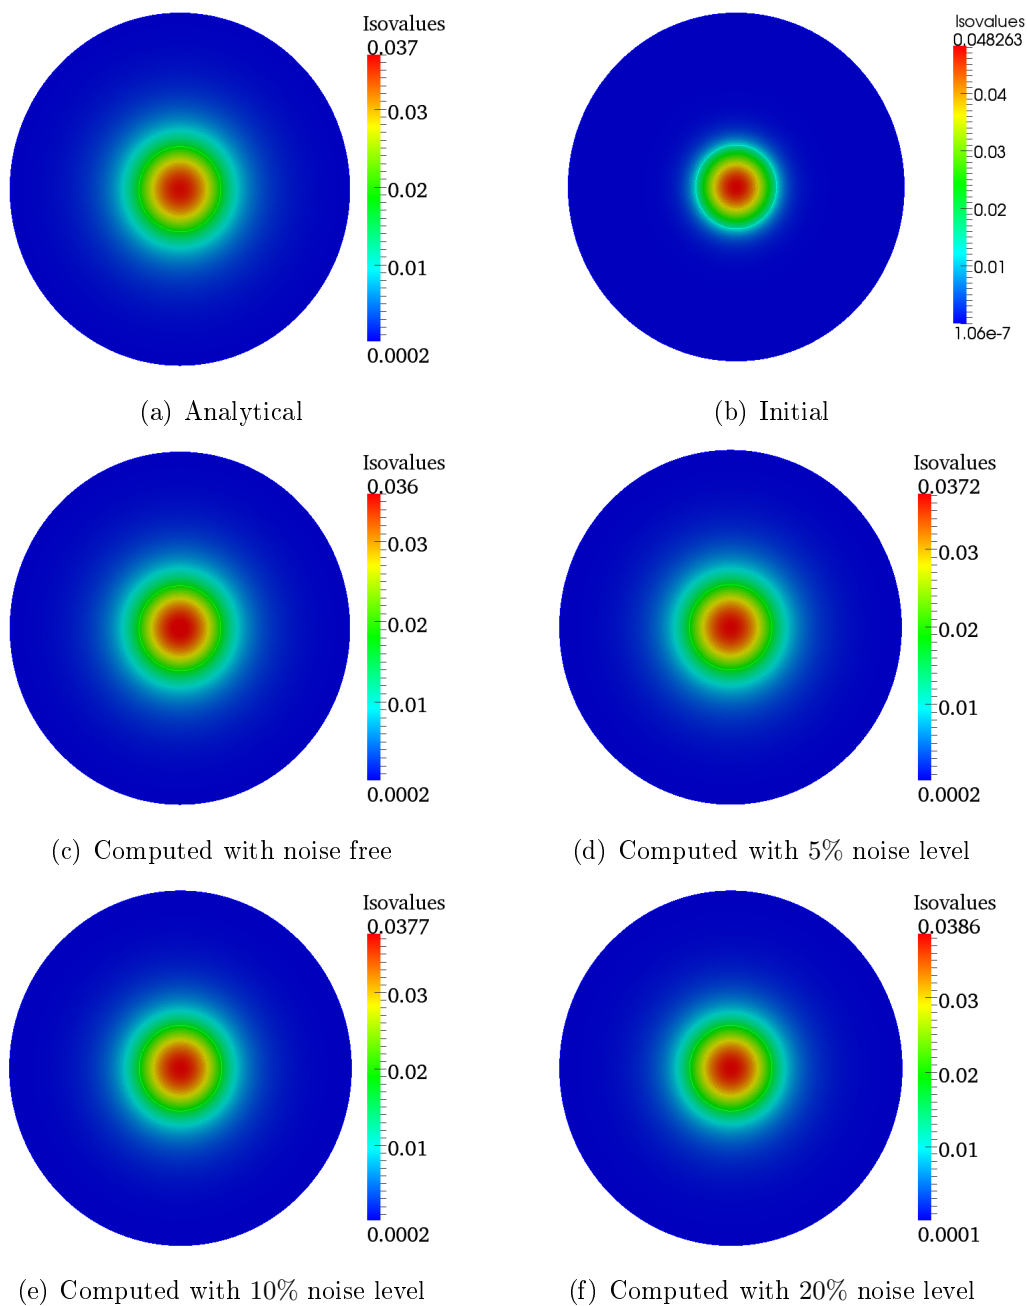 Isovalues
0.037
0.03
0.02
0.01
0.0002
(a) Analytical
Isovalues
0.048263
0.04
0.03
0.02
0.01
1.06e-7
(b) Initial
Isovalues
0.036
0.03
0.02
0.01
0.0002
(c) Computed with noise free
Isovalues
0.0372
0.03
0.02
0.01
0.0002
(d) Computed with 5% noise level
Isovalues
0.0377
0.03
0.02
0.01
0.0002
(e) Computed with 10% noise level
Isovalues
0.0386
0.03
0.02
0.01
0.0001
(f) Computed with 20% noise level